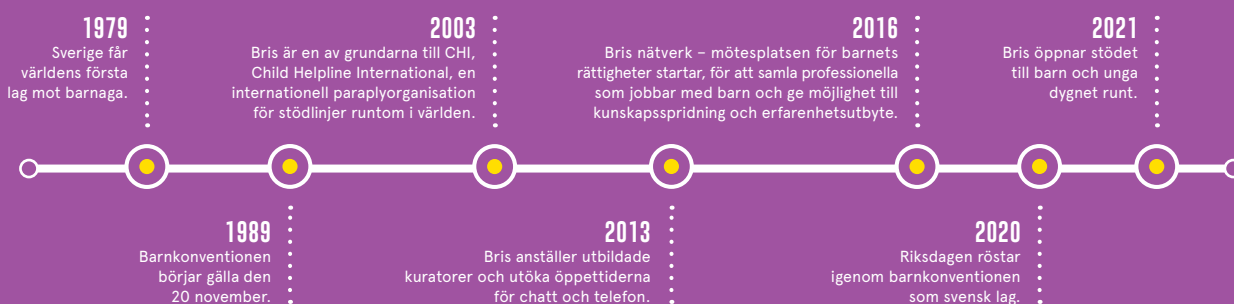 1979
Sverige får
världens första
lag mot barnaga.
1989
Barnkonventionen
börjar gälla den
20 november.
2003
Bris är en av grundarna till CHI,
Child Helpline International, en
internationell paraplyorganisation
för stödlinjer runtom i världen.
2013
Bris anställer utbildade
kuratorer och utöka öppettiderna
för chatt och telefon.
2016
Bris nätverk – mötesplatsen för barnets
rättigheter startar, för att samla professionella
som jobbar med barn och ge möjlighet till
kunskapsspridning och erfarenhetsutbyte.
2020
Riksdagen röstar
igenom barnkonventionen
som svensk lag.
2021
Bris öppnar stödet
till barn och unga
dygnet runt.